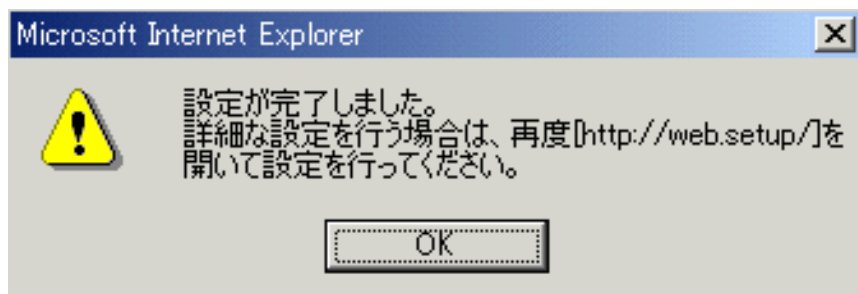 Microsoft Internet Explorer
設定が完了しました。
詳細な設定を行う場合は、再度[http://web.setup/]を
開いて設定を行ってください。
OK